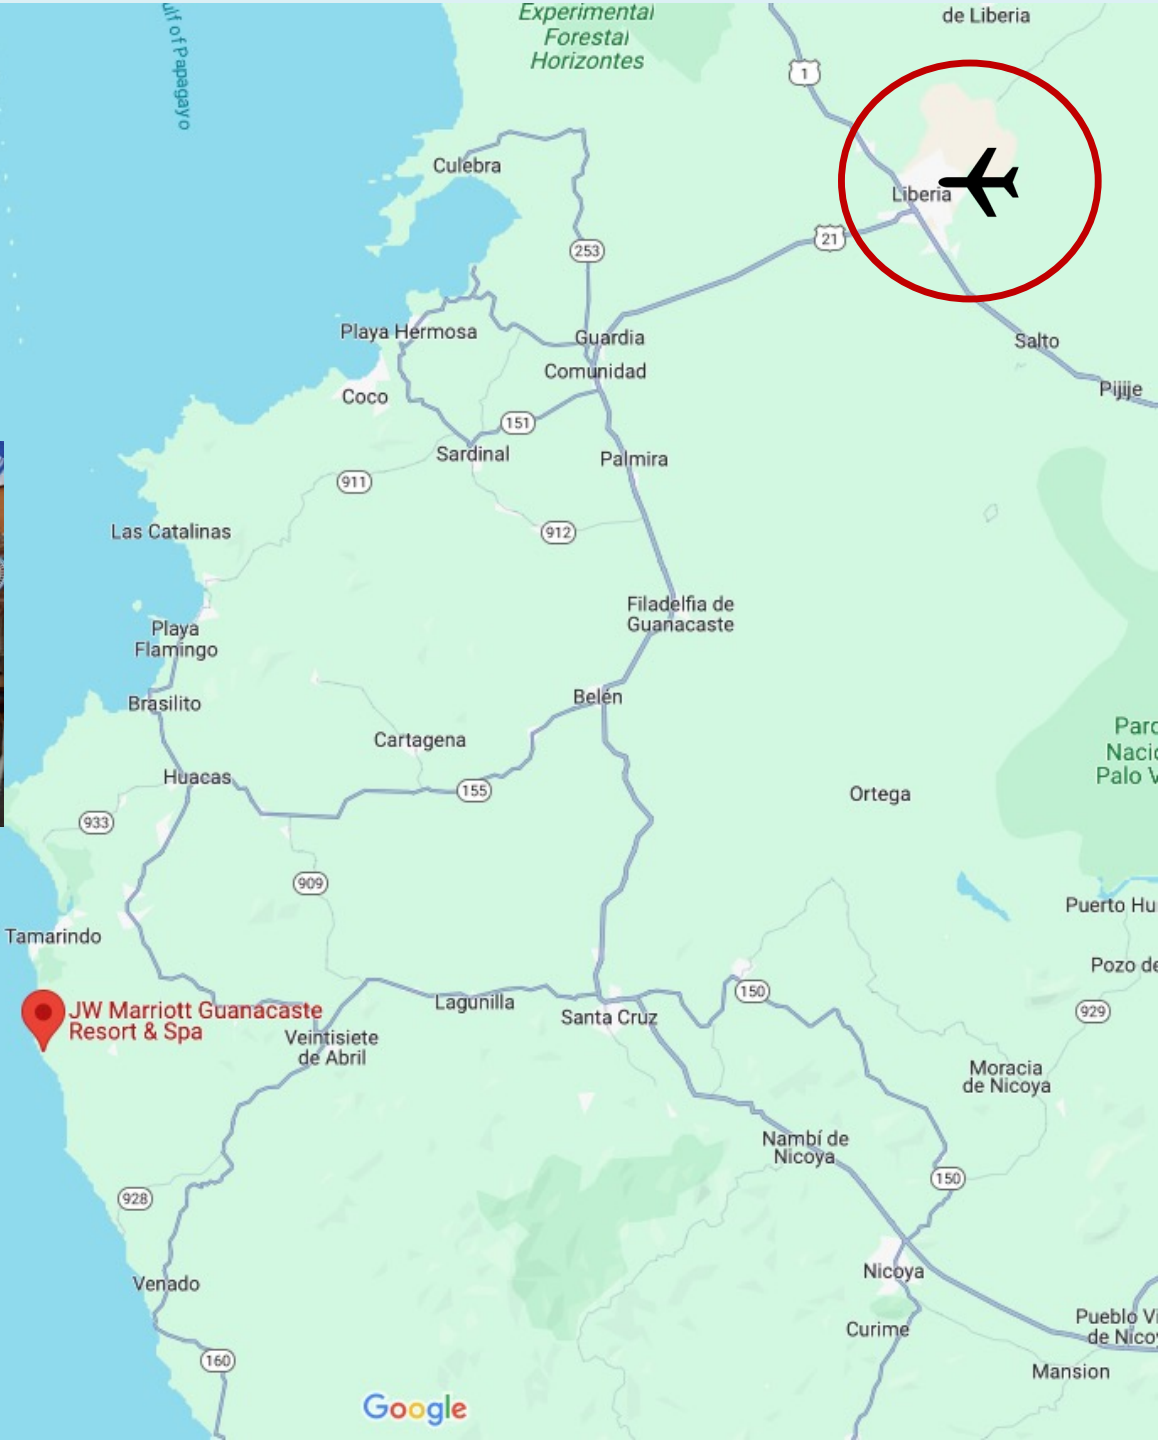 Experimental
Forestal
Horizontes
de Liberia
1
Culebra
Liberia
21
253
Playa Hermosa
Guardia
Salto
Comunidad
Pijije
Coco
151
Sardinal
Palmira
911
Las Catalinas
912
Filadelfia de
Guanacaste
Playa
Flamingo
Belén
Brasilito
Cartagena
Huacas
155
Ortega
933
909
Tamarindo
JW Marriott Guanacaste
Resort & Spa
Lagunilla
Veintisiete
de Abril
Santa Cruz
150
929
Moracia
de Nicoya
Nambí de
Nicoya
150
928
Nicoya
Venado
Curime
160
Mansion
Google
of Papagayo
Puerto
Pozo
Pueblo
de